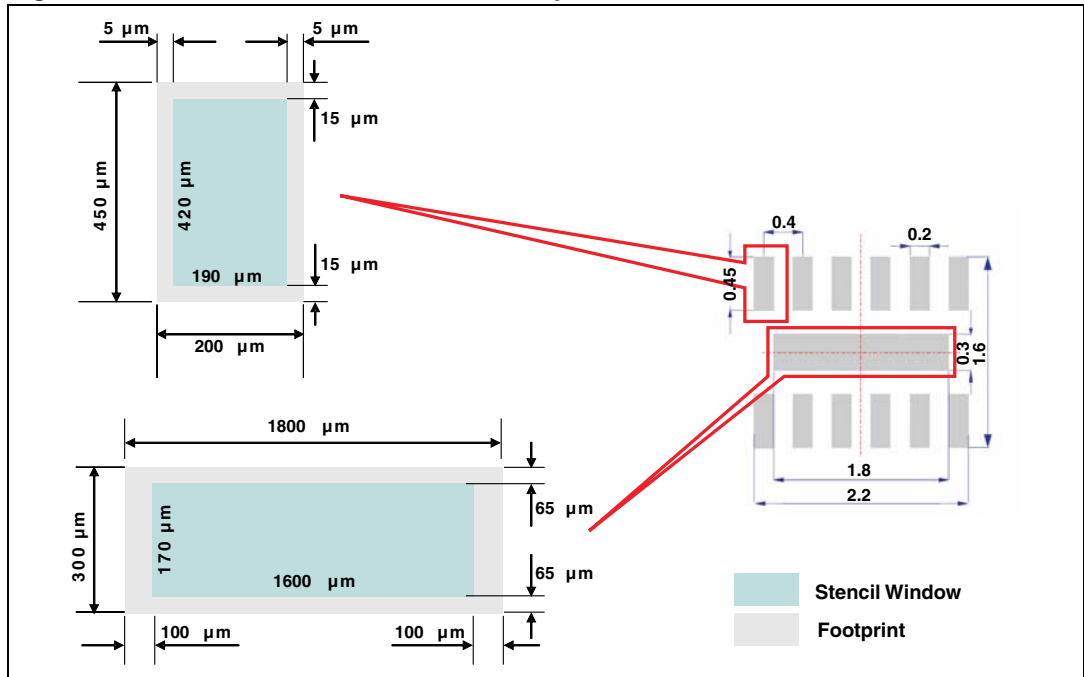 5 µm
5 µm
15 µm
450 µm
420 µm
15 µm
190 µm
200 µm
0.4
0.2
0.45
0.3
1.6
1.8
2.2
1800 µm
65 µm
300 µm
170 µm
65 µm
1600 µm
100 µm
100 µm
Stencil Window
Footprint